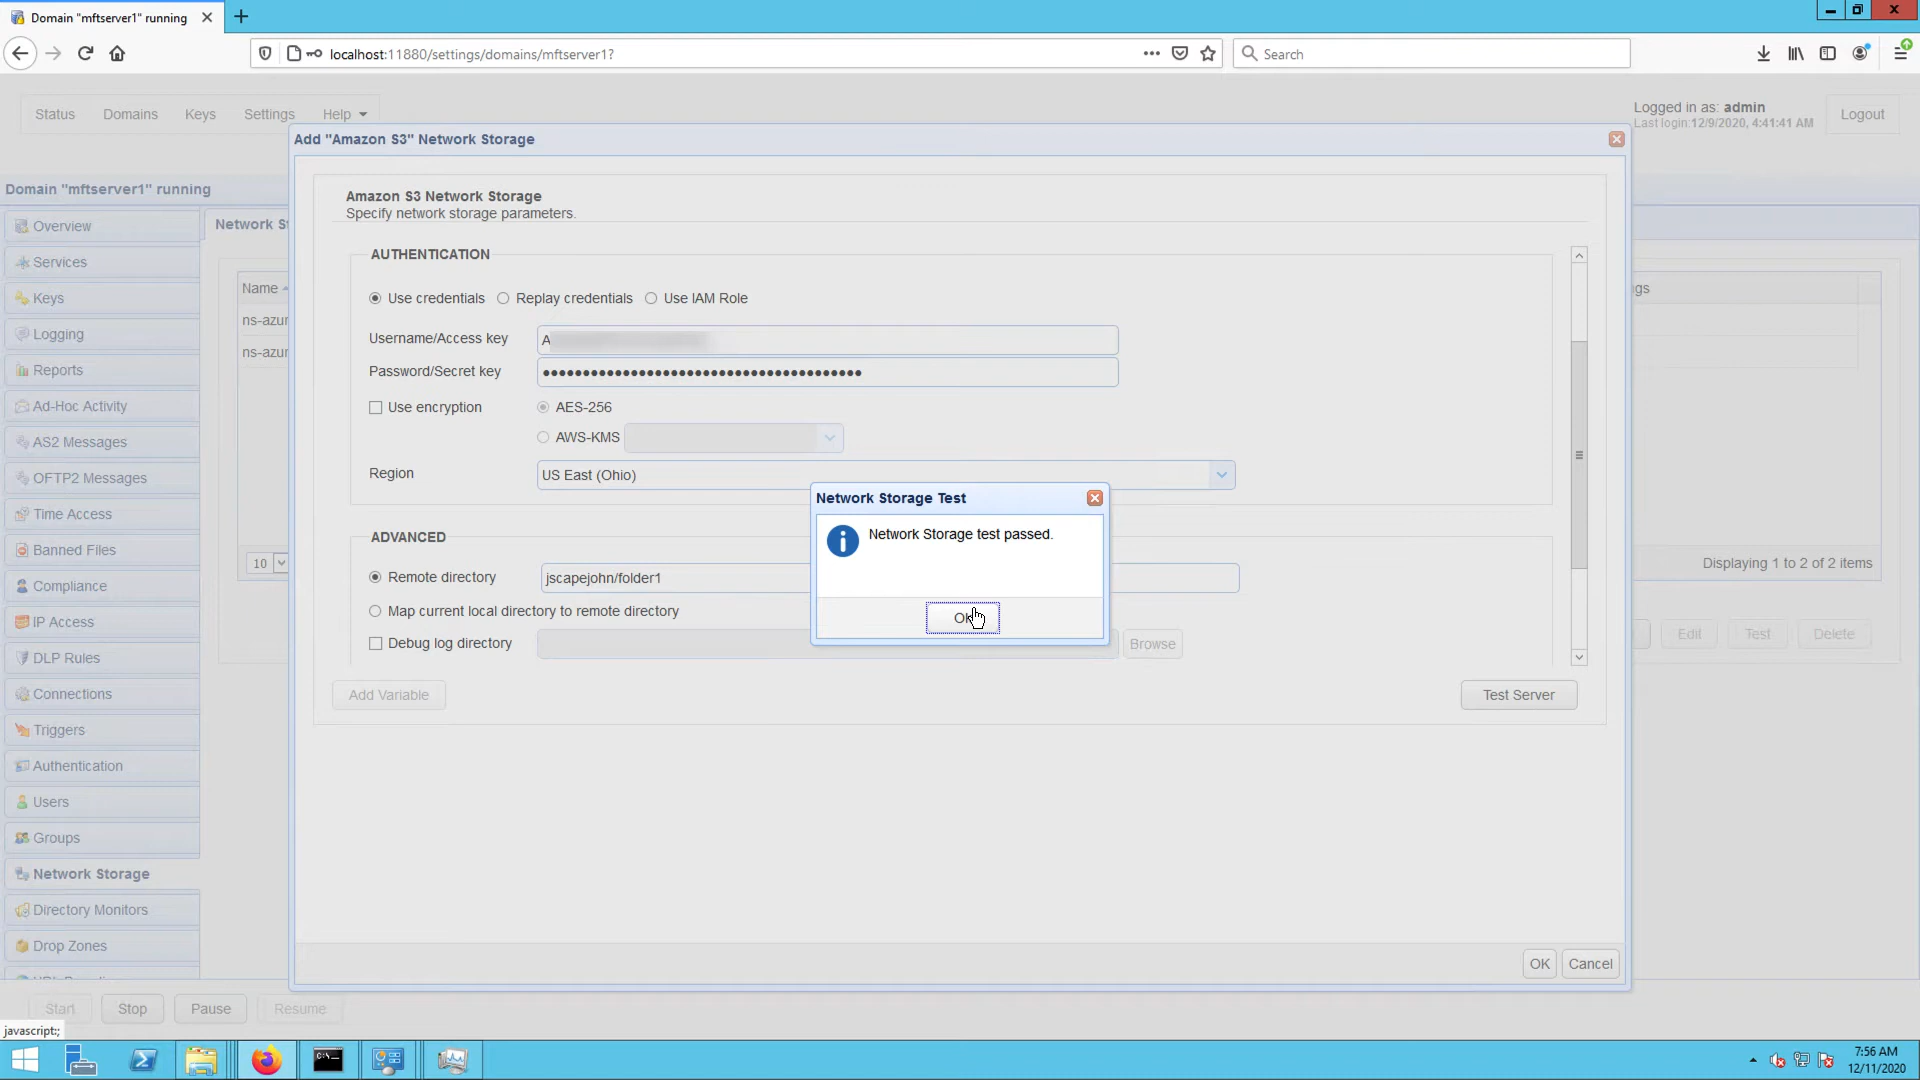 Domain "mftserver1" running
localhost:11880/settings/domains/mftserver1?
Search
Status
Domains
Keys
Settings
Help
Logged in as: admin
Last login:12/9/2020, 4:41:41 AM
Logout
Add "Amazon S3" Network Storage
Domain "mftserver1" running
Overview
Services
Keys
Logging
Reports
Ad-Hoc Activity
AS2 Messages
OFTP2 Messages
Time Access
Banned Files
Compliance
IP Access
DLP Rules
Connections
Triggers
Authentication
Users
Groups
Network Storage
Directory Monitors
Drop Zones
Network
Name
10
Displaying 1 to 2 of 2 items
Edit
Test
Delete
Amazon S3 Network Storage
Specify network storage parameters.
AUTHENTICATION
Use credentials
Replay credentials
Use IAM Role
Username/Access key
A
Password/Secret key
Use encryption
AES-256
AWS-KMS
Region
US East (Ohio)
ADVANCED
Remote directory
jscapejohn/folder1
Map current local directory to remote directory
Debug log directory
Browse
Add Variable
Test Server
Network Storage Test
Network Storage test passed.
OK
OK
Cancel
Start
Stop
Pause
Resume
javascript:;
7:56 AM
12/11/2020